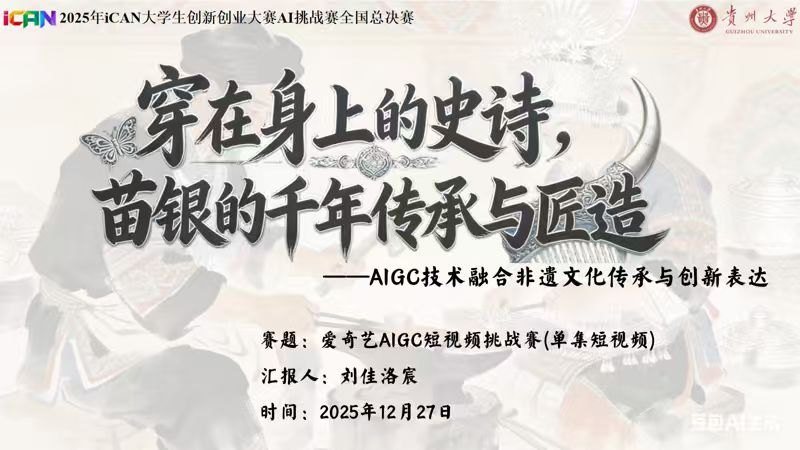 iCAN 2025年iCAN大学生创新创业大赛AI挑战赛全国总决赛
贵州大学
GUIZHOU UNIVERSITY
穿在身上的史诗，
苗银的千年传承与匠造
——AIGC技术融合非遗文化传承与创新表达
赛题：爱奇艺AIGC短视频挑战赛(单集短视频)
汇报人：刘佳洛宸
时间：2025年12月27日
豆包AI生成